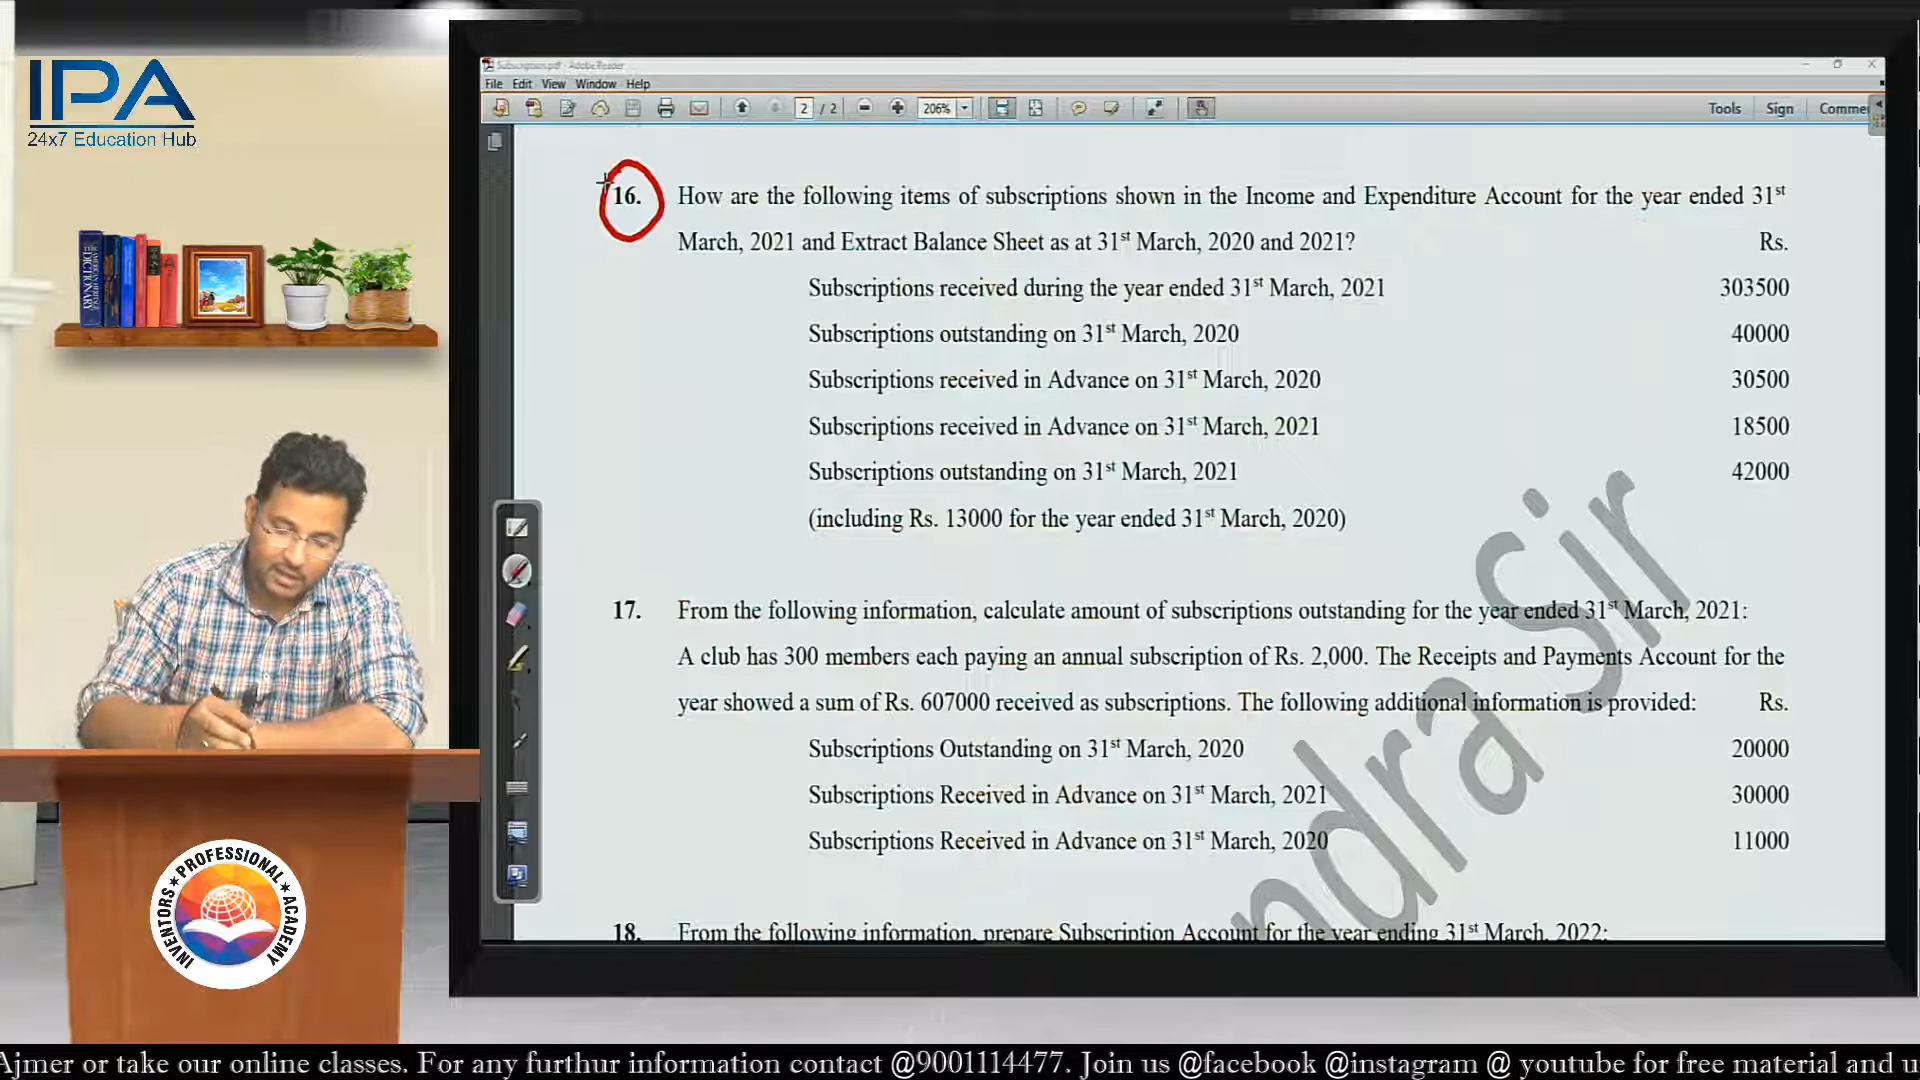 IPA
24x7 Education Hub
Subscription.pdf - Adobe Reader
File Edit View Window Help
2 / 2 206% Tools Sign Comme
16. How are the following items of subscriptions shown in the Income and Expenditure Account for the year ended 31st
March, 2021 and Extract Balance Sheet as at 31st March, 2020 and 2021? Rs.
Subscriptions received during the year ended 31st March, 2021 303500
Subscriptions outstanding on 31st March, 2020 40000
Subscriptions received in Advance on 31st March, 2020 30500
Subscriptions received in Advance on 31st March, 2021 18500
Subscriptions outstanding on 31st March, 2021 42000
(including Rs. 13000 for the year ended 31st March, 2020)
17. From the following information, calculate amount of subscriptions outstanding for the year ended 31st March, 2021:
A club has 300 members each paying an annual subscription of Rs. 2,000. The Receipts and Payments Account for the
year showed a sum of Rs. 607000 received as subscriptions. The following additional information is provided: Rs.
Subscriptions Outstanding on 31st March, 2020 20000
Subscriptions Received in Advance on 31st March, 2021 30000
Subscriptions Received in Advance on 31st March, 2020 11000
18. From the following information, prepare Subscription Account for the year ending 31st March, 2022:
ndra Sir
INVENTORS PROFESSIONAL ACADEMY
Ajmer or take our online classes. For any furthur information contact @9001114477. Join us @facebook @instagram @ youtube for free material and u